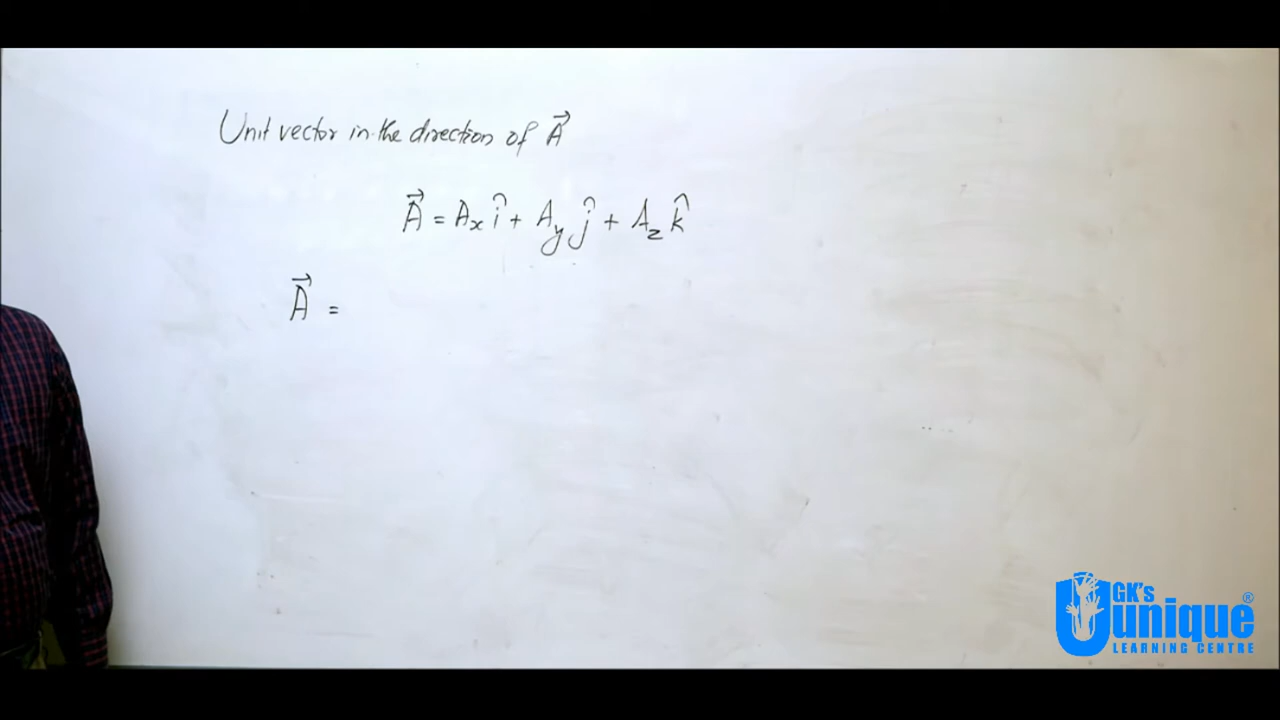 Unit vector in the direction of A⃗
A⃗ = Aₓ î + A_y ĵ + A_z k̂
A⃗ =
GK's
unique®
LEARNING CENTRE